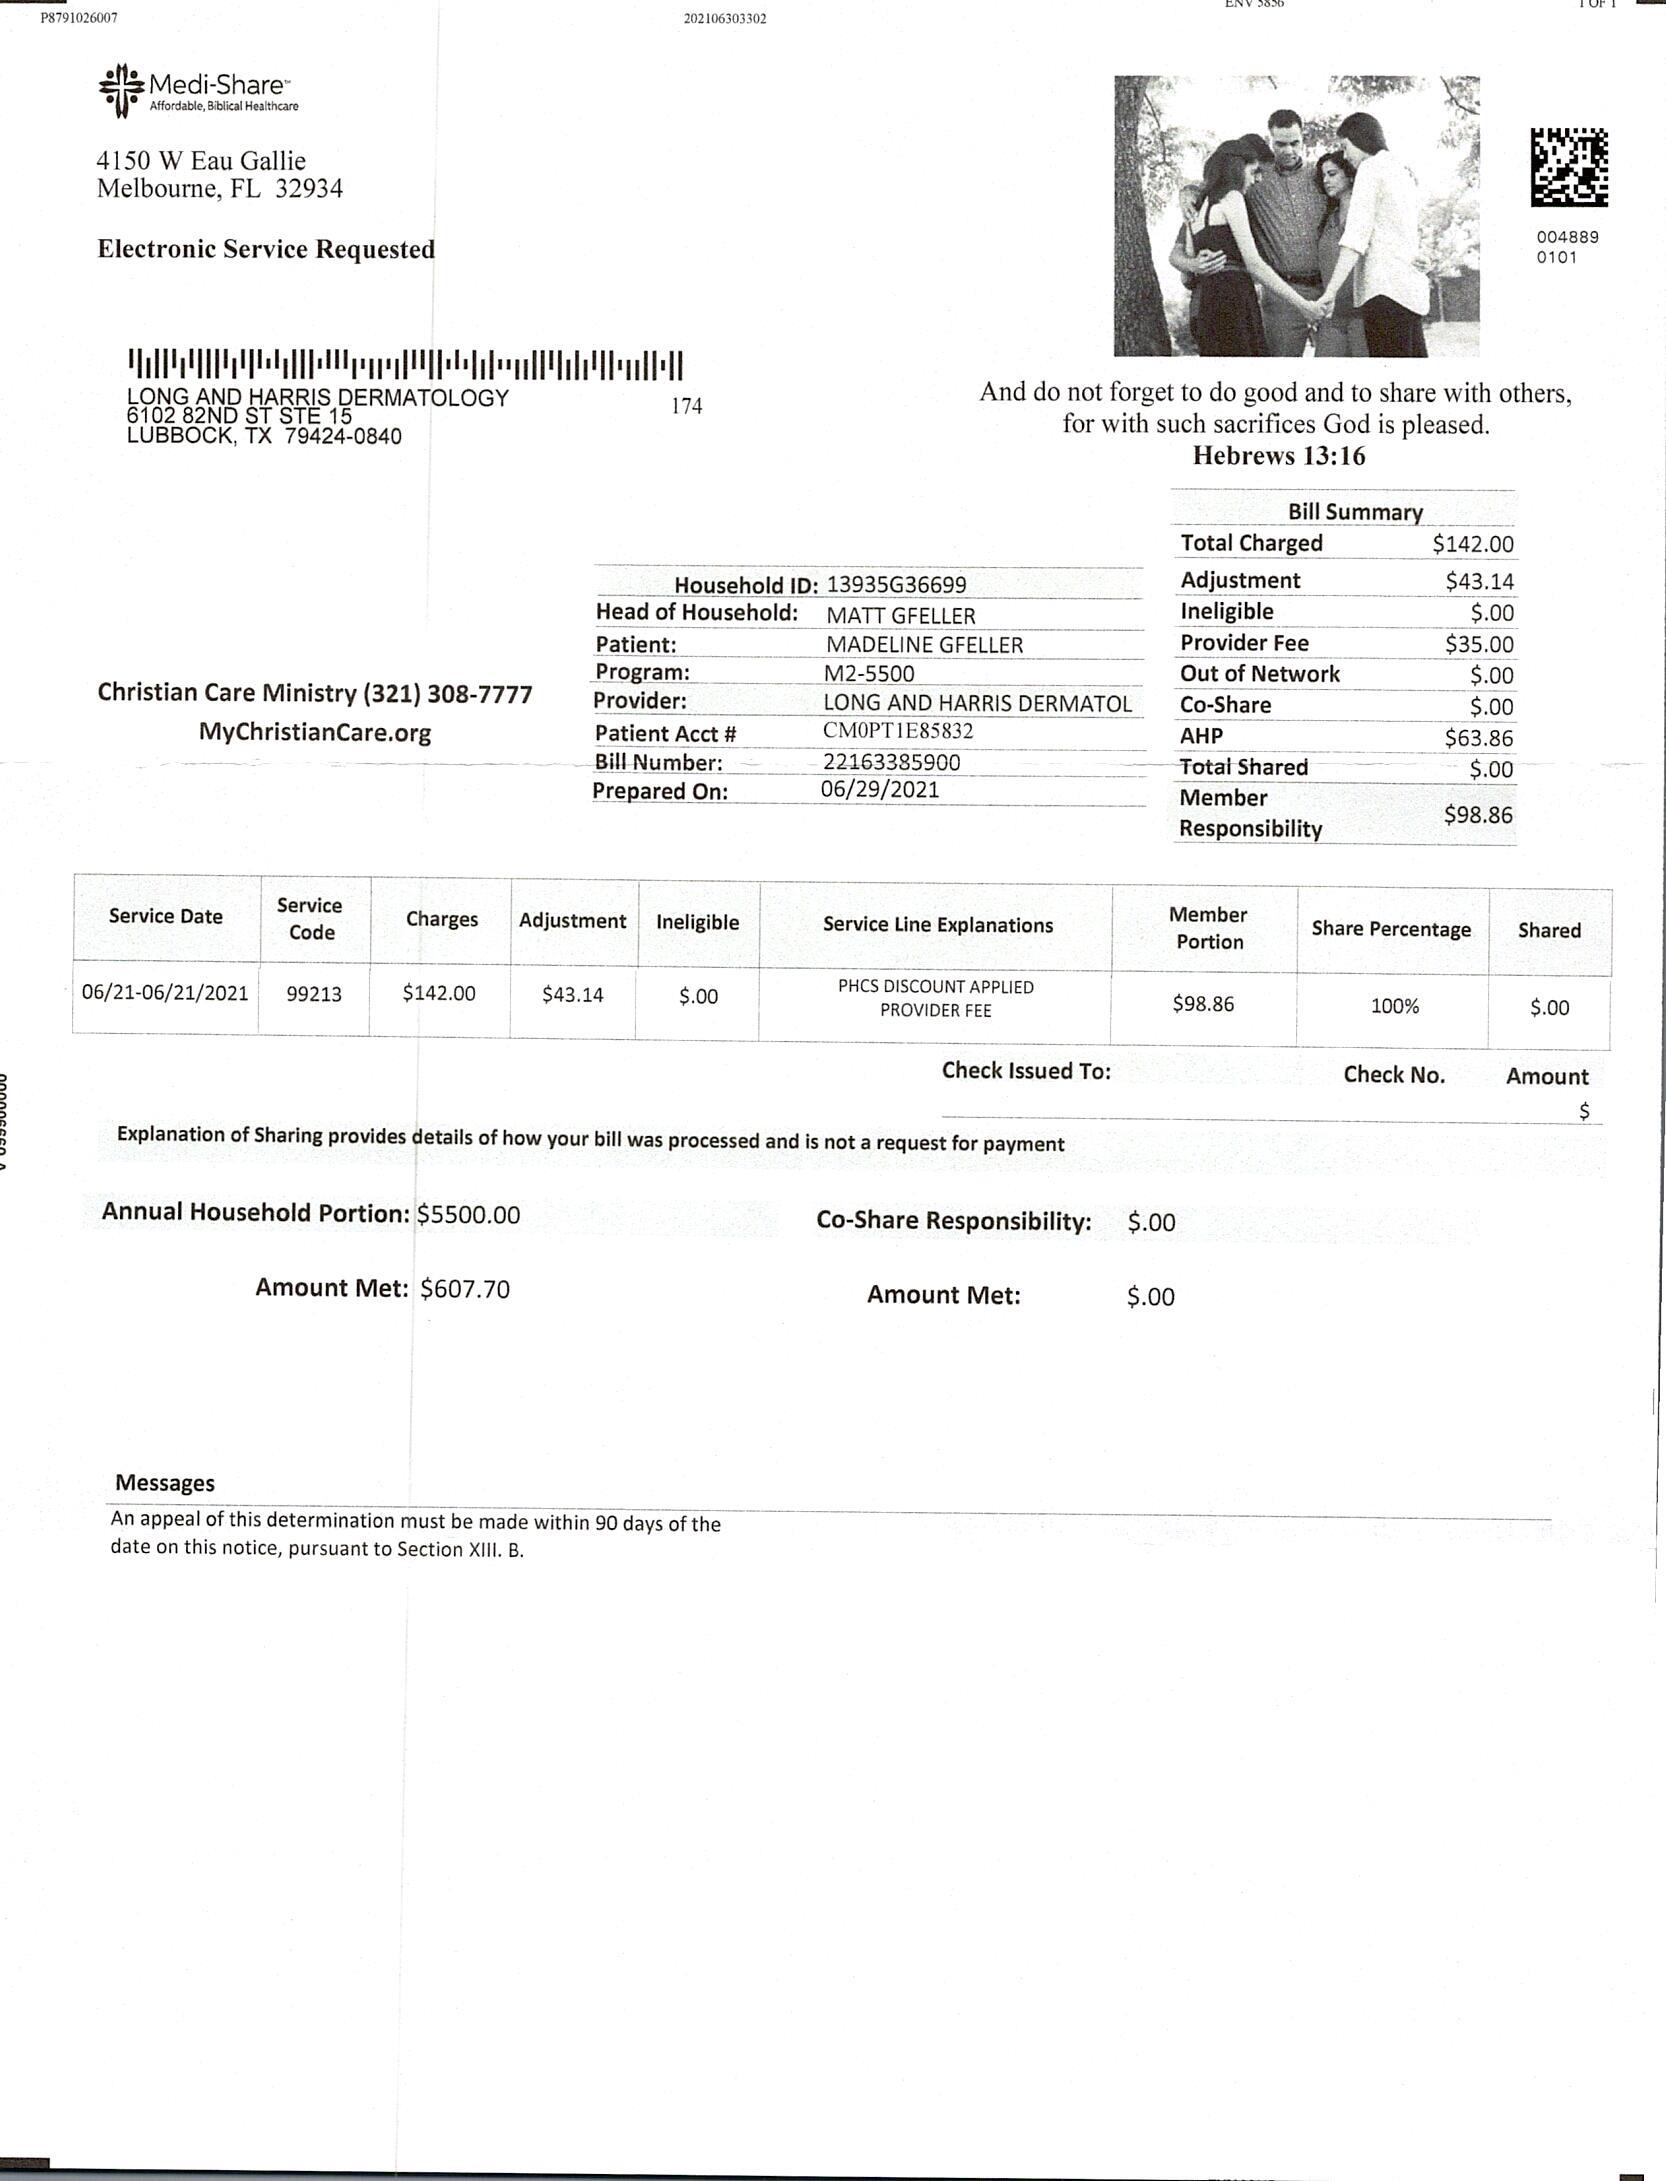 P8791026007
202106303302
ENV 5856
1 OF 1
Medi-Share™
Affordable, Biblical Healthcare
4150 W Eau Gallie
Melbourne, FL 32934
Electronic Service Requested
004889
0101
LONG AND HARRIS DERMATOLOGY
6102 82ND ST STE 15
LUBBOCK, TX 79424-0840
174
And do not forget to do good and to share with others,
for with such sacrifices God is pleased.
Hebrews 13:16
Bill Summary
Total Charged $142.00
Adjustment $43.14
Ineligible $.00
Provider Fee $35.00
Out of Network $.00
Co-Share $.00
AHP $63.86
Total Shared $.00
Member
Responsibility $98.86
Household ID: 13935G36699
Head of Household: MATT GFELLER
Patient: MADELINE GFELLER
Program: M2-5500
Provider: LONG AND HARRIS DERMATOL
Patient Acct # CM0PT1E85832
Bill Number: 22163385900
Prepared On: 06/29/2021
Christian Care Ministry (321) 308-7777
MyChristianCare.org
Service Date Service Code Charges Adjustment Ineligible Service Line Explanations Member Portion Share Percentage Shared
06/21-06/21/2021 99213 $142.00 $43.14 $.00 PHCS DISCOUNT APPLIED PROVIDER FEE $98.86 100% $.00
Check Issued To: Check No. Amount
$
Explanation of Sharing provides details of how your bill was processed and is not a request for payment
Annual Household Portion: $5500.00
Co-Share Responsibility: $.00
Amount Met: $607.70
Amount Met: $.00
Messages
An appeal of this determination must be made within 90 days of the
date on this notice, pursuant to Section XIII. B.